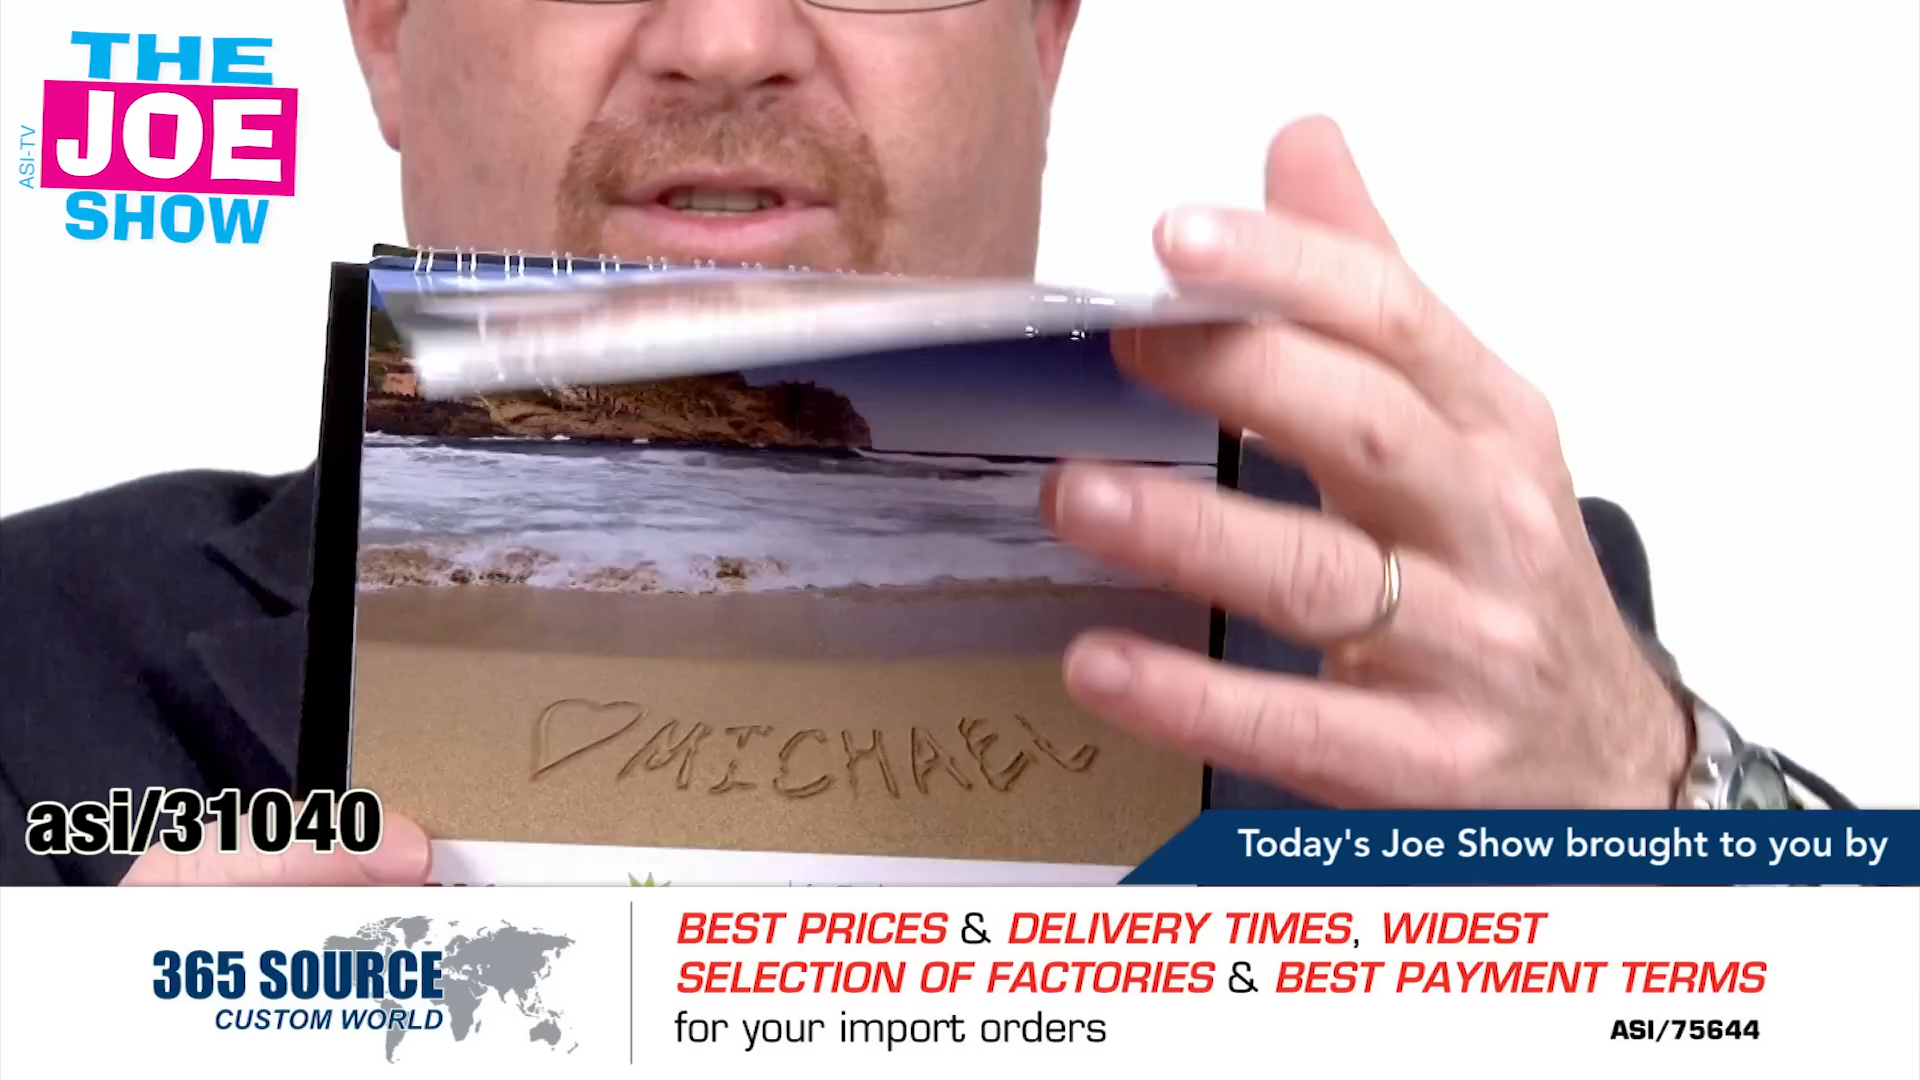 THE
JOE
SHOW
ASI-TV
MICHAEL
asi/31040
Today's Joe Show brought to you by
365 SOURCE
CUSTOM WORLD
BEST PRICES & DELIVERY TIMES, WIDEST
SELECTION OF FACTORIES & BEST PAYMENT TERMS
for your import orders
ASI/75644